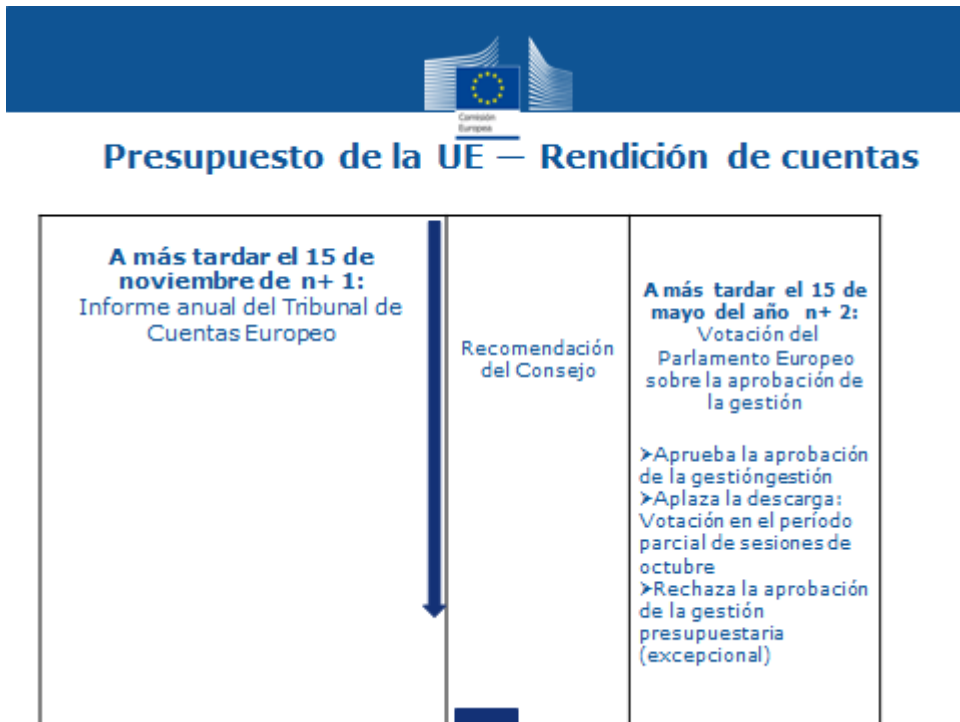 Comisión
Europea
Presupuesto de la UE — Rendición de cuentas
A más tardar el 15 de
noviembre de n+ 1:
Informe anual del Tribunal de
Cuentas Europeo
Recomendación
del Consejo
A más tardar el 15 de
mayo del año n+ 2:
Votación del
Parlamento Europeo
sobre la aprobación de
la gestión
➢Aprueba la aprobación
de la gestióngestión
➢Aplaza la descarga:
Votación en el período
parcial de sesiones de
octubre
➢Rechaza la aprobación
de la gestión
presupuestaria
(excepcional)